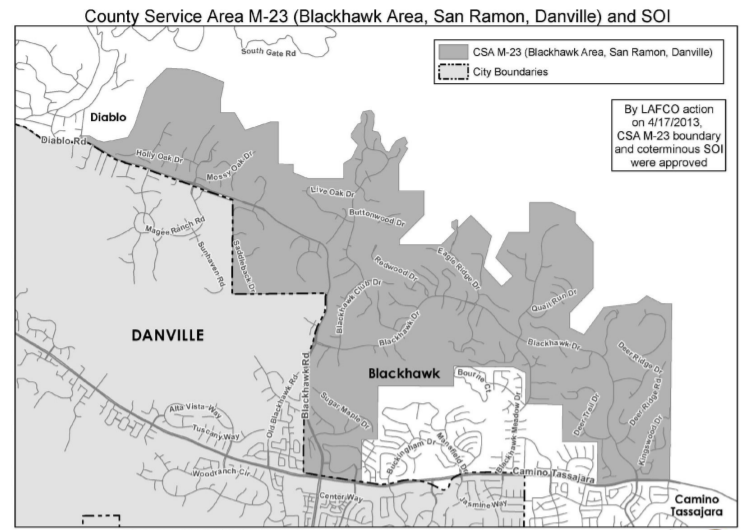 County Service Area M-23 (Blackhawk Area, San Ramon, Danville) and SOI
South Gate Rd
CSA M-23 (Blackhawk Area, San Ramon, Danville)
City Boundaries
By LAFCO action
on 4/17/2013,
CSA M-23 boundary
and coterminous SOI
were approved
Diablo
Diablo Rd
Holly Oak Dr
Mossy Oak Dr
Live Oak Dr
Buttonwood Dr
Magee Ranch Rd
Sunhaven Rd
Saddleback Dr
Redwood Dr
Eagle Ridge Dr
Quail Run Dr
Blackhawk Club Dr
Blackhawk Dr
Blackhawk Dr
DANVILLE
Blackhawk
Deer Ridge Dr
Deer Ridge Rd
Deer Trail Dr
Kingswood Dr
Bourne Ct
Blackhawk Rd
Old Blackhawk Rd
Sugar Maple Dr
Alta Vista Way
Tuscany Way
Woodranch Cir
Buckingham Dr
Mansfield Dr
Blackhawk Meadow Dr
Camino Tassajara
Center Way
Jasmine Way
Camino
Tassajara